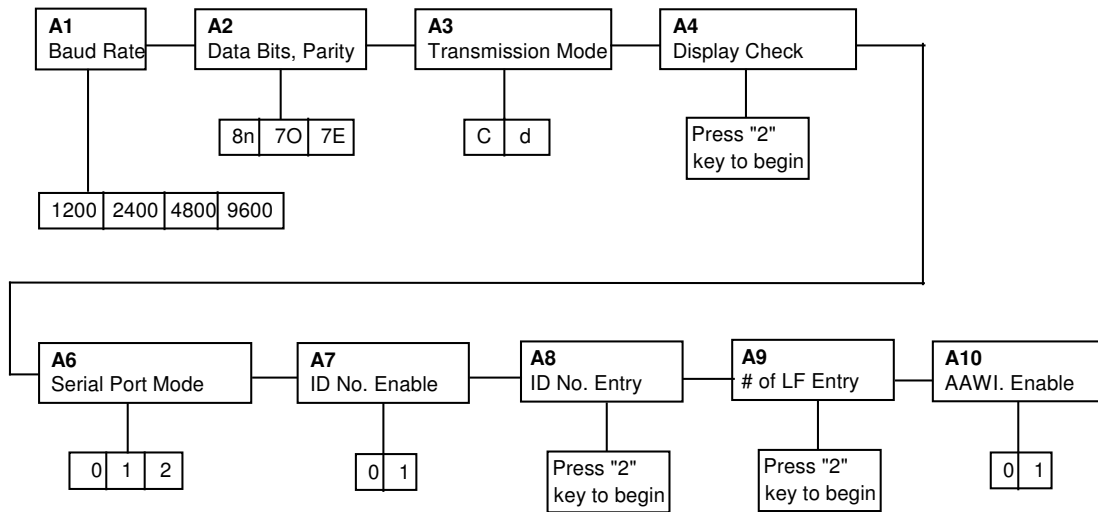 A1
Baud Rate
A2
Data Bits, Parity
A3
Transmission Mode
A4
Display Check
8n 7O 7E
C d
Press "2"
key to begin
1200 2400 4800 9600
A6
Serial Port Mode
A7
ID No. Enable
A8
ID No. Entry
A9
# of LF Entry
A10
AAWI. Enable
0 1 2
0 1
Press "2"
key to begin
Press "2"
key to begin
0 1